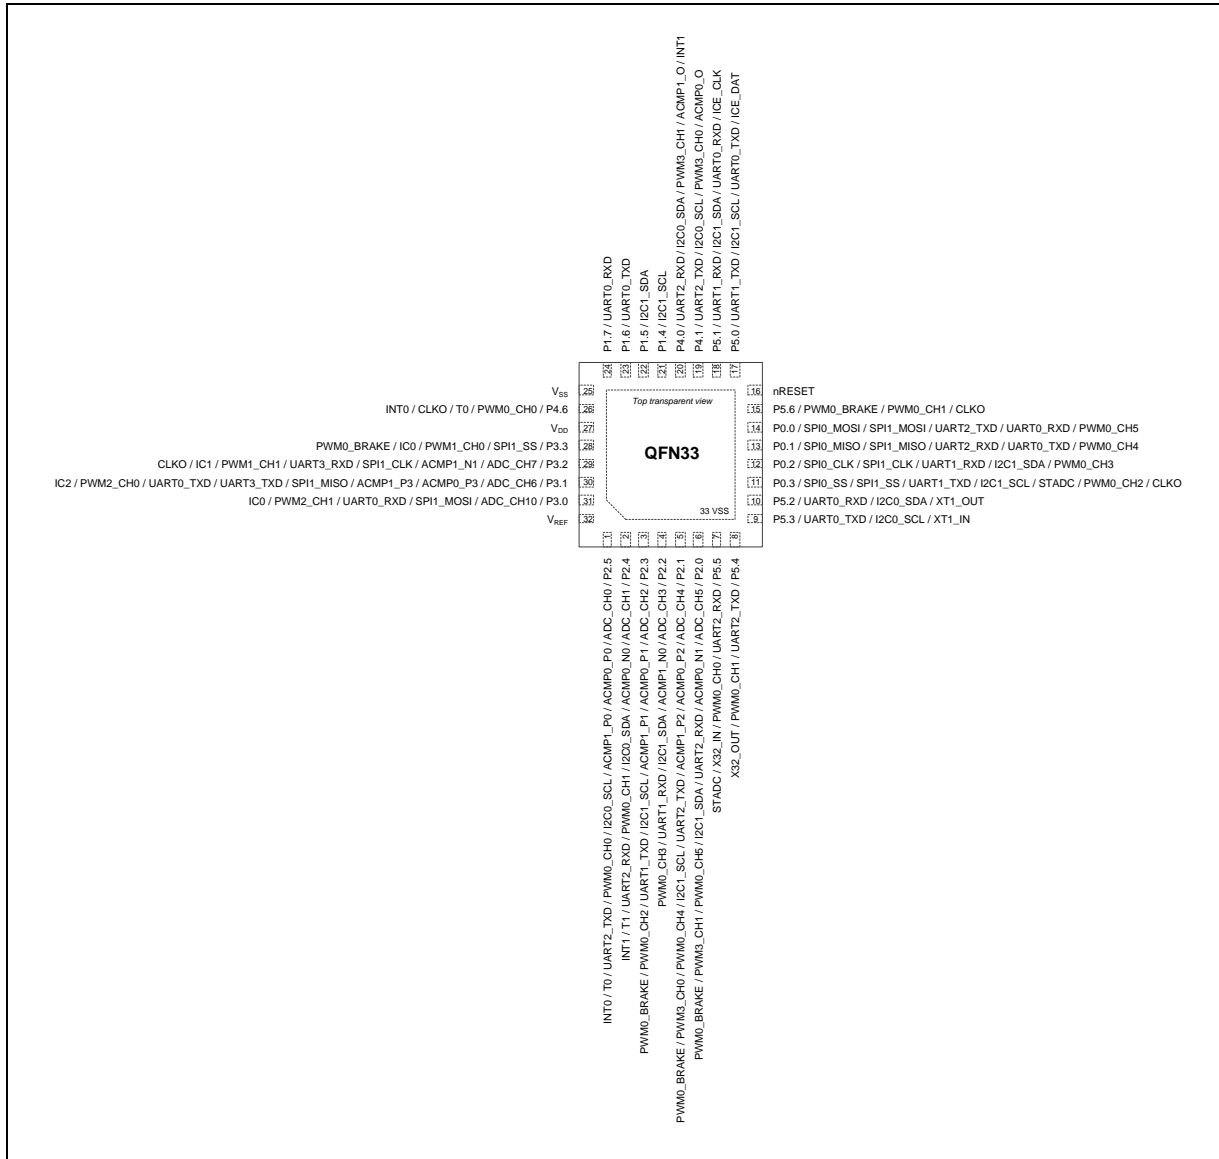 P1.7 / UART0_RXD
P1.6 / UART0_TXD
P1.5 / I2C1_SDA
P1.4 / I2C1_SCL
P4.0 / UART2_RXD / I2C0_SDA / PWM3_CH1 / ACMP1_O / INT1
P4.1 / UART2_TXD / I2C0_SCL / PWM3_CH0 / ACMP0_O
P5.1 / UART1_RXD / I2C1_SDA / UART0_RXD / ICE_CLK
P5.0 / UART1_TXD / I2C1_SCL / UART0_TXD / ICE_DAT
24
23
22
21
20
19
18
17
VSS 25
INT0 / CLKO / T0 / PWM0_CH0 / P4.6 26
VDD 27
PWM0_BRAKE / IC0 / PWM1_CH0 / SPI1_SS / P3.3 28
CLKO / IC1 / PWM1_CH1 / UART3_RXD / SPI1_CLK / ACMP1_N1 / ADC_CH7 / P3.2 29
IC2 / PWM2_CH0 / UART0_TXD / UART3_TXD / SPI1_MISO / ACMP1_P3 / ACMP0_P3 / ADC_CH6 / P3.1 30
IC0 / PWM2_CH1 / UART0_RXD / SPI1_MOSI / ADC_CH10 / P3.0 31
VREF 32
Top transparent view
QFN33
33 VSS
16 nRESET
15 P5.6 / PWM0_BRAKE / PWM0_CH1 / CLKO
14 P0.0 / SPI0_MOSI / SPI1_MOSI / UART2_TXD / UART0_RXD / PWM0_CH5
13 P0.1 / SPI0_MISO / SPI1_MISO / UART2_RXD / UART0_TXD / PWM0_CH4
12 P0.2 / SPI0_CLK / SPI1_CLK / UART1_RXD / I2C1_SDA / PWM0_CH3
11 P0.3 / SPI0_SS / SPI1_SS / UART1_TXD / I2C1_SCL / STADC / PWM0_CH2 / CLKO
10 P5.2 / UART0_RXD / I2C0_SDA / XT1_OUT
9 P5.3 / UART0_TXD / I2C0_SCL / XT1_IN
1
2
3
4
5
6
7
8
INT0 / T0 / UART2_TXD / PWM0_CH0 / I2C0_SCL / ACMP1_P0 / ACMP0_P0 / ADC_CH0 / P2.5
INT1 / T1 / UART2_RXD / PWM0_CH1 / I2C0_SDA / ACMP0_N0 / ADC_CH1 / P2.4
PWM0_BRAKE / PWM0_CH2 / UART1_TXD / I2C1_SCL / ACMP1_P1 / ACMP0_P1 / ADC_CH2 / P2.3
PWM0_CH3 / UART1_RXD / I2C1_SDA / ACMP1_N0 / ADC_CH3 / P2.2
PWM0_BRAKE / PWM3_CH0 / PWM0_CH4 / I2C1_SCL / UART2_TXD / ACMP1_P2 / ACMP0_P2 / ADC_CH4 / P2.1
PWM0_BRAKE / PWM3_CH1 / PWM0_CH5 / I2C1_SDA / UART2_RXD / ACMP0_N1 / ADC_CH5 / P2.0
STADC / X32_IN / PWM0_CH0 / UART2_RXD / P5.5
X32_OUT / PWM0_CH1 / UART2_TXD / P5.4